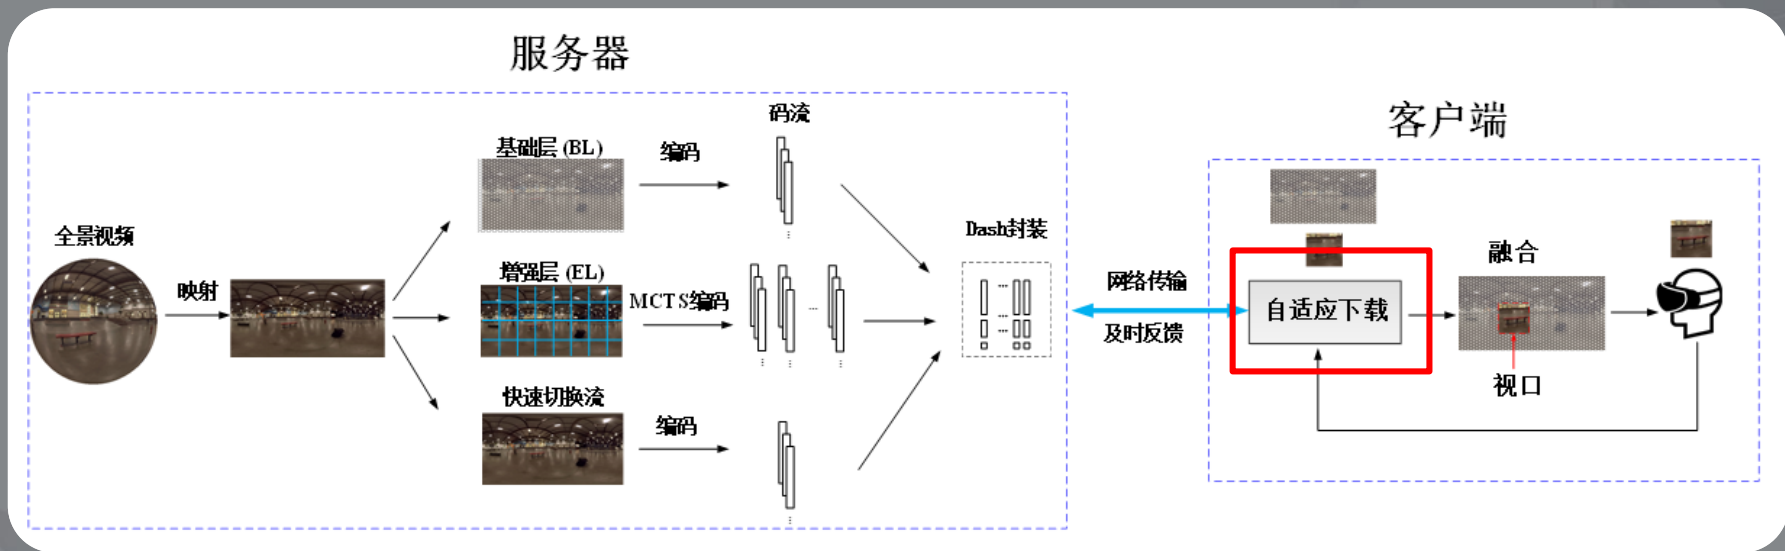 服务器
客户端
码流
基础层 (BL)
编码
全景视频
映射
增强层 (EL)
MCTS编码
快速切换流
编码
Dash封装
网络传输
及时反馈
自适应下载
融合
视口